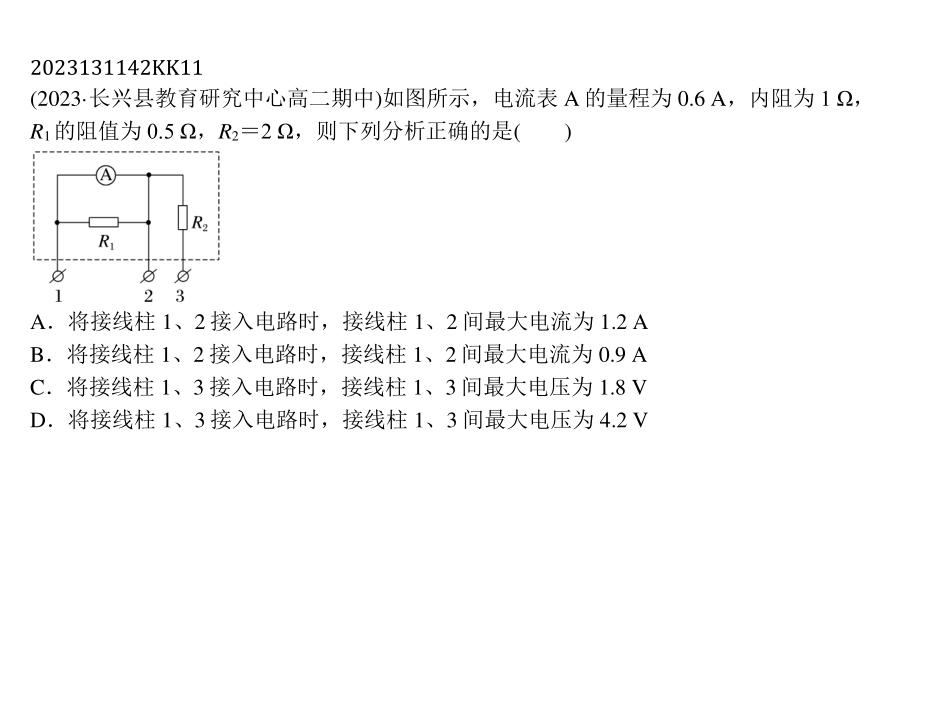 2023131142KK11
(2023·长兴县教育研究中心高二期中)如图所示，电流表 A 的量程为 0.6 A，内阻为 1 Ω，
R₁的阻值为 0.5 Ω，R₂＝2 Ω，则下列分析正确的是(　　)
A
R₁
R₂
1 2 3
A．将接线柱 1、2 接入电路时，接线柱 1、2 间最大电流为 1.2 A
B．将接线柱 1、2 接入电路时，接线柱 1、2 间最大电流为 0.9 A
C．将接线柱 1、3 接入电路时，接线柱 1、3 间最大电压为 1.8 V
D．将接线柱 1、3 接入电路时，接线柱 1、3 间最大电压为 4.2 V